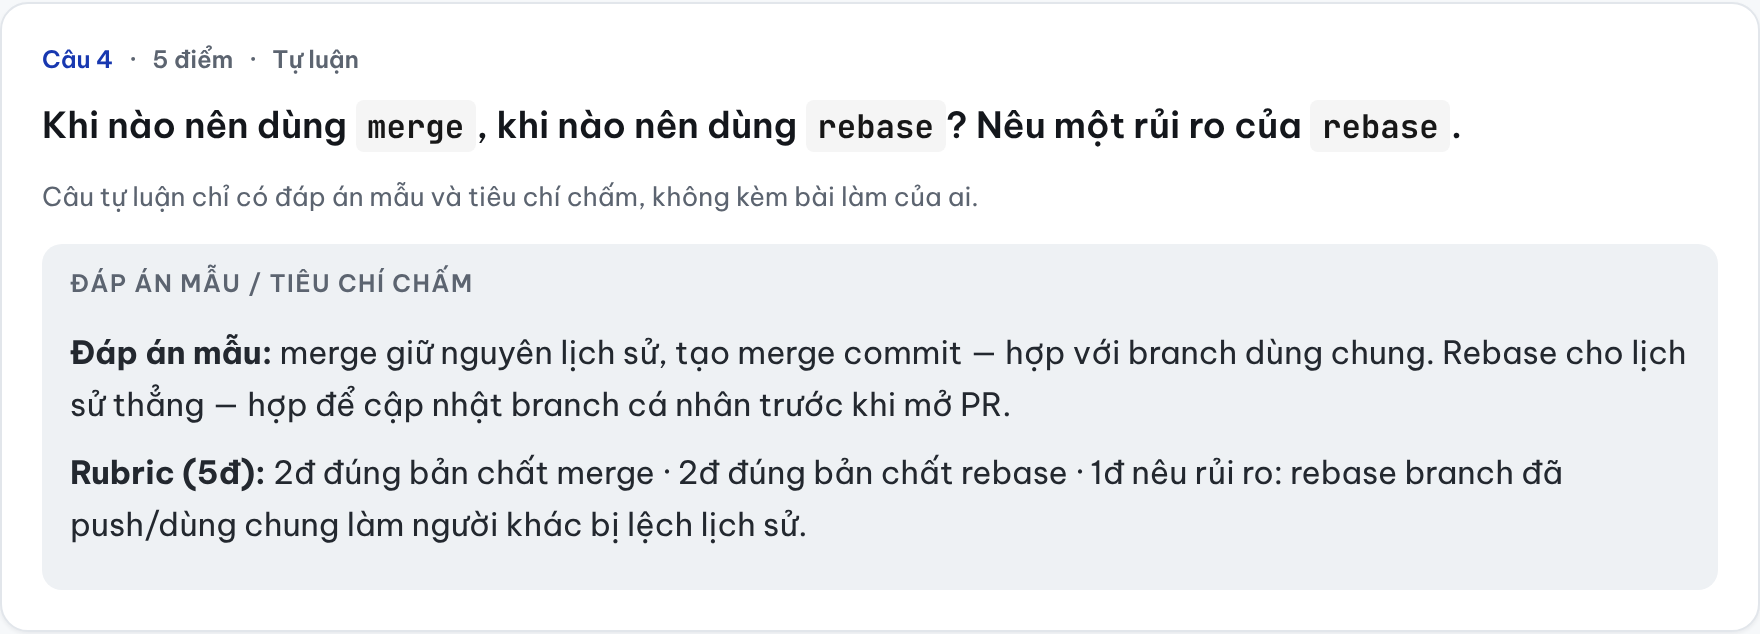 Câu 4 · 5 điểm · Tự luận
Khi nào nên dùng merge, khi nào nên dùng rebase? Nêu một rủi ro của rebase.
Câu tự luận chỉ có đáp án mẫu và tiêu chí chấm, không kèm bài làm của ai.
ĐÁP ÁN MẪU / TIÊU CHÍ CHẤM
Đáp án mẫu: merge giữ nguyên lịch sử, tạo merge commit — hợp với branch dùng chung. Rebase cho lịch
sử thẳng — hợp để cập nhật branch cá nhân trước khi mở PR.
Rubric (5đ): 2đ đúng bản chất merge · 2đ đúng bản chất rebase · 1đ nêu rủi ro: rebase branch đã
push/dùng chung làm người khác bị lệch lịch sử.